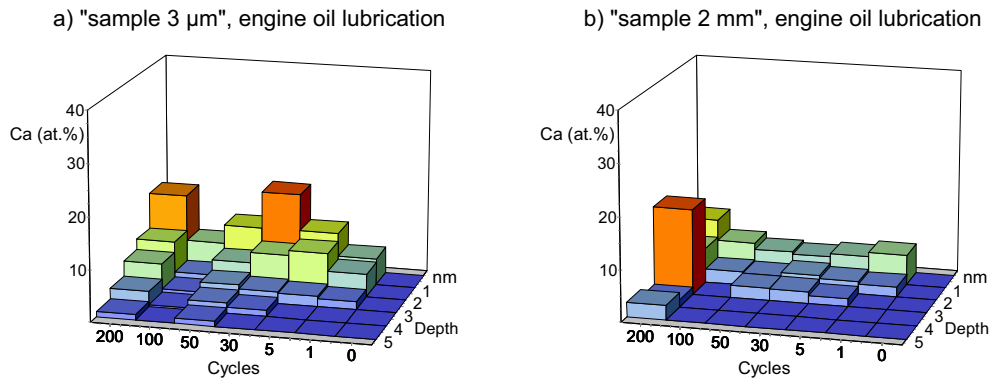 a) "sample 3 µm", engine oil lubrication
40
Ca (at.%)
30
20
10
200 100 50 30 5 1 0
Cycles
nm
1
2
3
4
5
Depth
b) "sample 2 mm", engine oil lubrication
40
Ca (at.%)
30
20
10
200 100 50 30 5 1 0
Cycles
nm
1
2
3
4
5
Depth